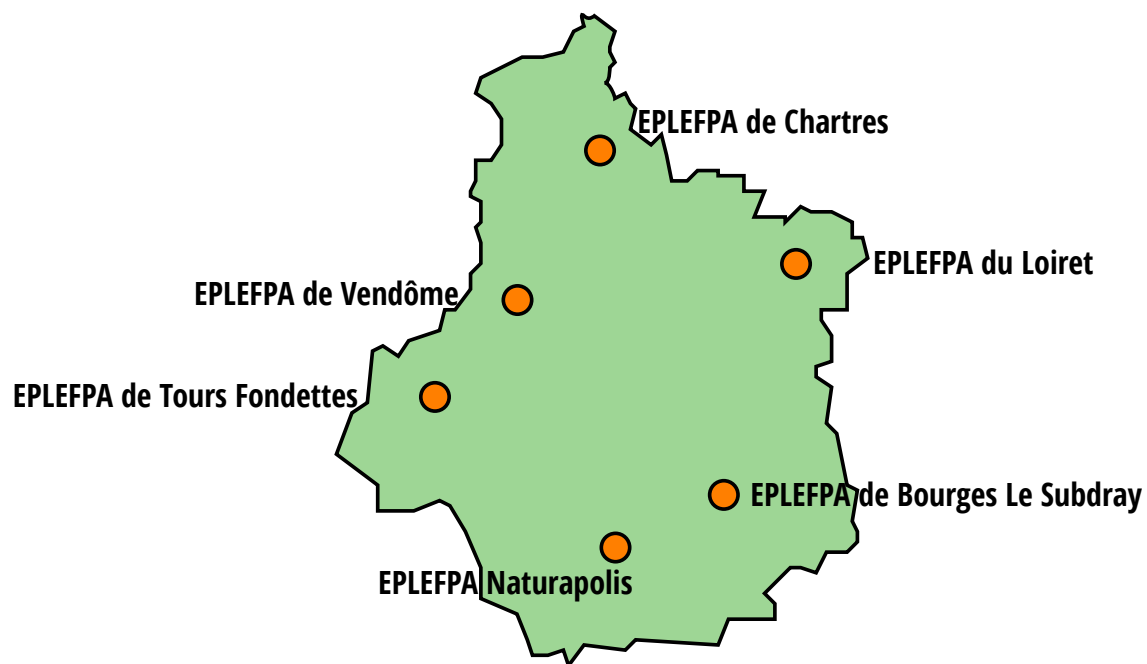 EPLEFPA de Chartres
EPLEFPA du Loiret
EPLEFPA de Vendôme
EPLEFPA de Tours Fondettes
EPLEFPA de Bourges Le Subdray
EPLEFPA Naturapolis